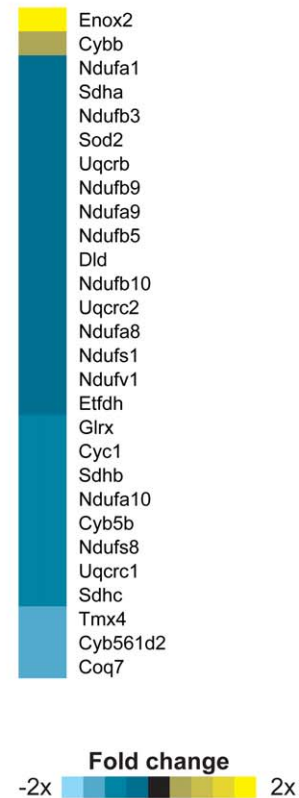 Enox2
Cybb
Ndufa1
Sdha
Ndufb3
Sod2
Uqcrb
Ndufb9
Ndufa9
Ndufb5
Dld
Ndufb10
Uqcrc2
Ndufa8
Ndufs1
Ndufv1
Etfdh
Glrx
Cyc1
Sdhb
Ndufa10
Cyb5b
Ndufs8
Uqcrc1
Sdhc
Tmx4
Cyb561d2
Coq7
Fold change
-2x 2x